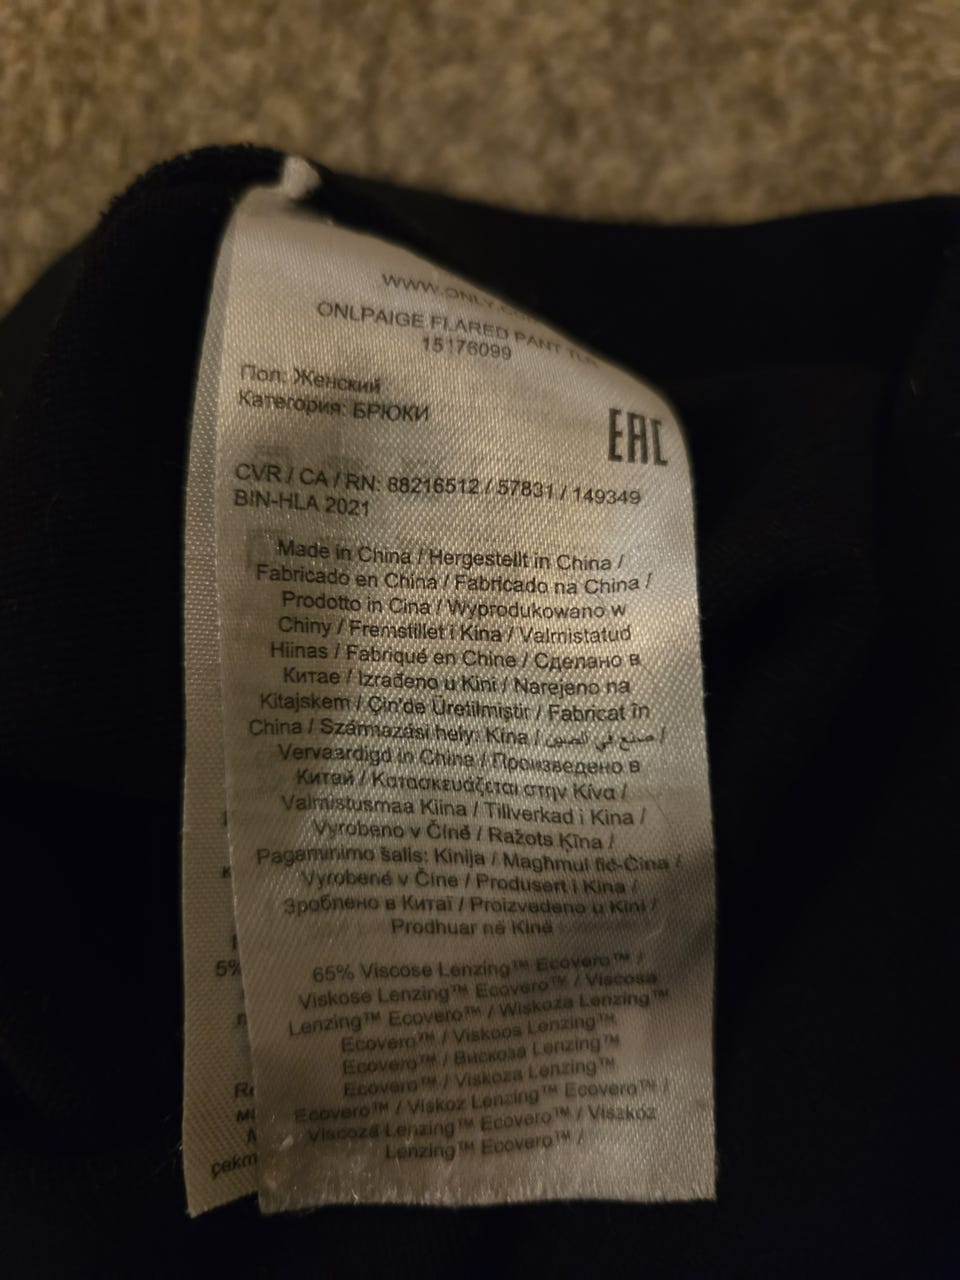 WWW.ONLY.
ONLPAIGE FLARED PANT TLR
15176099
Пол: Женский
Категория: БРЮКИ
EAC
CVR / CA / RN: 88216512 / 57831 / 149349
BIN-HLA 2021
Made in China / Hergestellt in China /
Fabricado en China / Fabricado na China /
Prodotto in Cina / Wyprodukowano w
Chiny / Fremstillet i Kina / Valmistatud
Hiinas / Fabriqué en Chine / Сделано в
Китае / Izrađeno u Kini / Narejeno na
Kitajskem / Çin'de Üretilmiştir / Fabricat în
China / Származási hely: Kína / صنع في الصين /
Vervaardigd in China / Произведено в
Китай / Κατασκευάζεται στην Κίνα /
Valmistusmaa Kiina / Tillverkad i Kina /
Vyrobeno v Číně / Ražots Ķīna /
Pagaminimo šalis: Kinija / Magħmul fiċ-Ċina /
Vyrobené v Číne / Produsert i Kina /
Зроблено в Китаї / Proizvedeno u Kini /
Prodhuar në Kinë
65% Viscose Lenzing™ Ecovero™ /
Viskose Lenzing™ Ecovero™ / Viscosa
Lenzing™ Ecovero™ / Wiskoza Lenzing™
Ecovero™ / Viskoos Lenzing™
Ecovero™ / Вискоза Lenzing™
Ecovero™ / Viskoza Lenzing™
Ecovero™ / Viskoz Lenzing™ Ecovero™ /
Viscoză Lenzing™ Ecovero™ / Viszkóz
Lenzing™ Ecovero™ /
5%
çekm